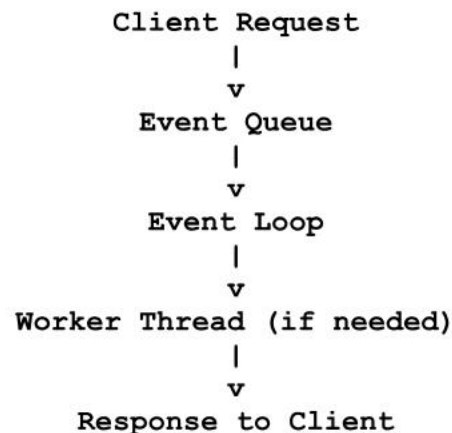 Client Request
|
v
Event Queue
|
v
Event Loop
|
v
Worker Thread (if needed)
|
v
Response to Client